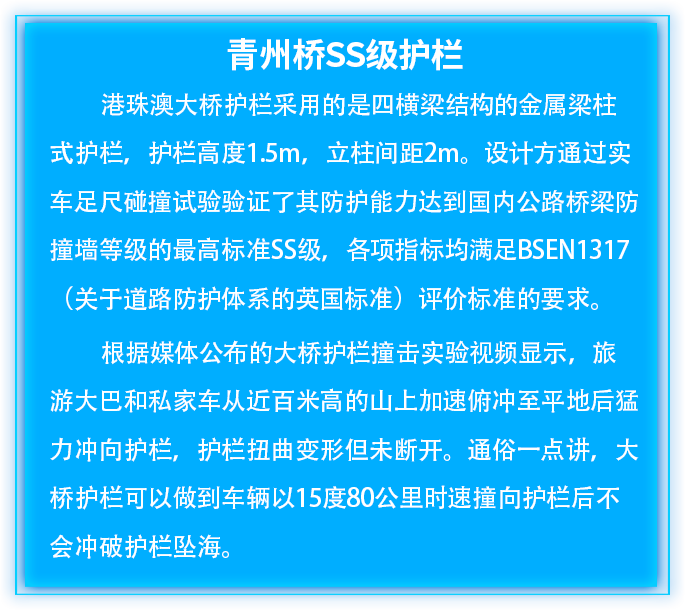 青州桥SS级护栏
港珠澳大桥护栏采用的是四横梁结构的金属梁柱
式护栏，护栏高度1.5m，立柱间距2m。设计方通过实
车足尺碰撞试验验证了其防护能力达到国内公路桥梁防
撞墙等级的最高标准SS级，各项指标均满足BSEN1317
（关于道路防护体系的英国标准）评价标准的要求。
根据媒体公布的大桥护栏撞击实验视频显示，旅
游大巴和私家车从近百米高的山上加速俯冲至平地后猛
力冲向护栏，护栏扭曲变形但未断开。通俗一点讲，大
桥护栏可以做到车辆以15度80公里时速撞向护栏后不
会冲破护栏坠海。